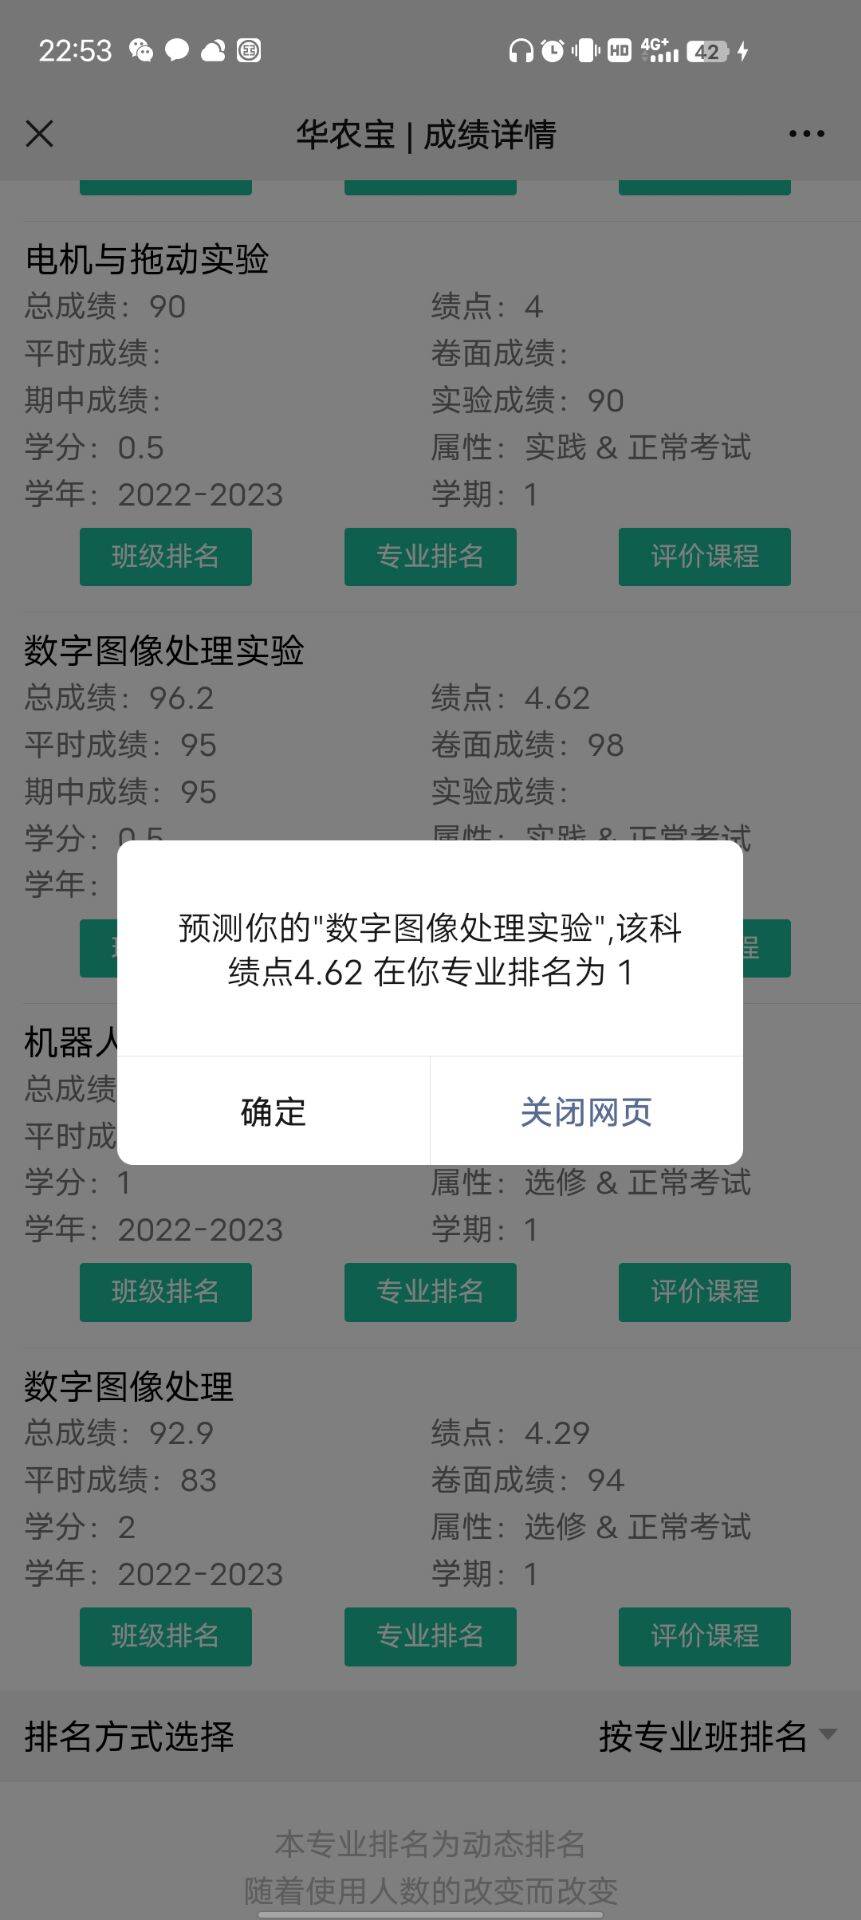 22:53 HD 4G+ 42
华农宝 | 成绩详情
电机与拖动实验
总成绩：90 绩点：4
平时成绩： 卷面成绩：
期中成绩： 实验成绩：90
学分：0.5 属性：实践 & 正常考试
学年：2022-2023 学期：1
班级排名 专业排名 评价课程
数字图像处理实验
总成绩：96.2 绩点：4.62
平时成绩：95 卷面成绩：98
期中成绩：95 实验成绩：
学分：0.5 属性：实践 & 正常考试
学年：
程
预测你的"数字图像处理实验",该科
绩点4.62 在你专业排名为 1
确定 关闭网页
机器人
总成绩
平时成
学分：1 属性：选修 & 正常考试
学年：2022-2023 学期：1
班级排名 专业排名 评价课程
数字图像处理
总成绩：92.9 绩点：4.29
平时成绩：83 卷面成绩：94
学分：2 属性：选修 & 正常考试
学年：2022-2023 学期：1
班级排名 专业排名 评价课程
排名方式选择 按专业班排名
本专业排名为动态排名
随着使用人数的改变而改变